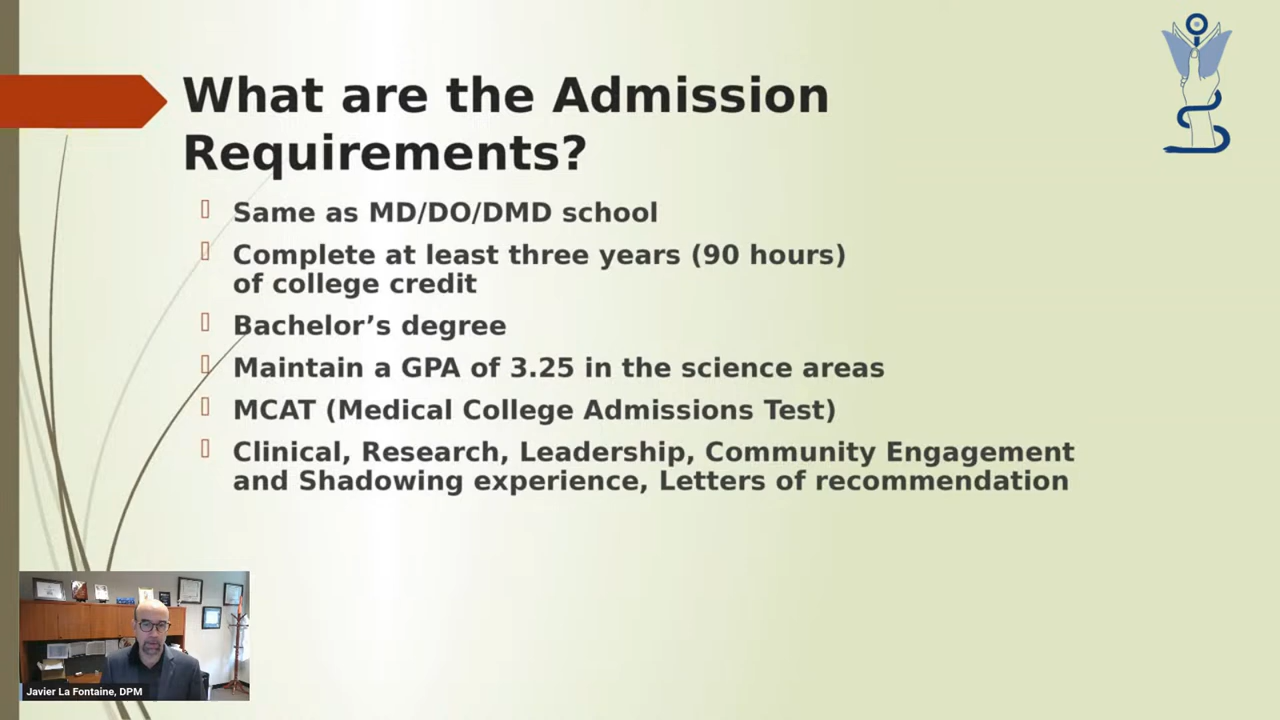 What are the Admission
Requirements?
Same as MD/DO/DMD school
Complete at least three years (90 hours)
of college credit
Bachelor’s degree
Maintain a GPA of 3.25 in the science areas
MCAT (Medical College Admissions Test)
Clinical, Research, Leadership, Community Engagement
and Shadowing experience, Letters of recommendation
Javier La Fontaine, DPM